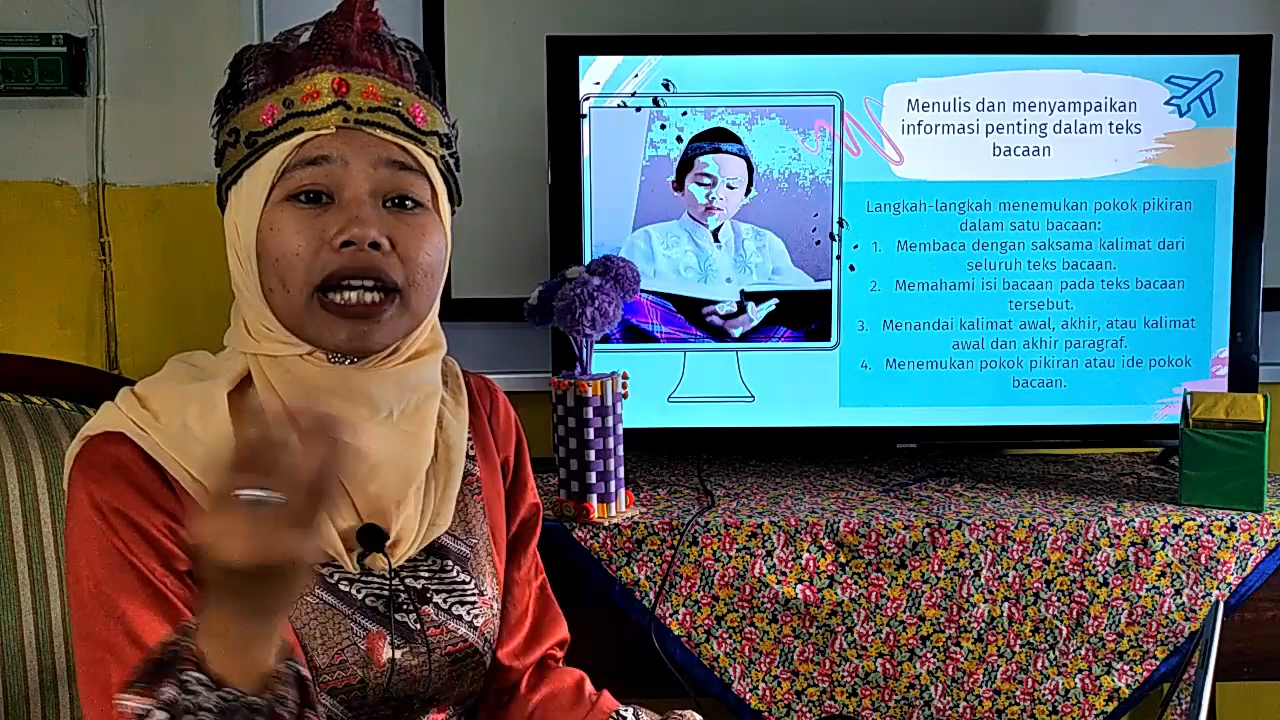 Menulis dan menyampaikan
informasi penting dalam teks
bacaan
Langkah-langkah menemukan pokok pikiran
dalam satu bacaan:
1. Membaca dengan saksama kalimat dari
seluruh teks bacaan.
2. Memahami isi bacaan pada teks bacaan
tersebut.
3. Menandai kalimat awal, akhir, atau kalimat
awal dan akhir paragraf.
4. Menemukan pokok pikiran atau ide pokok
bacaan.